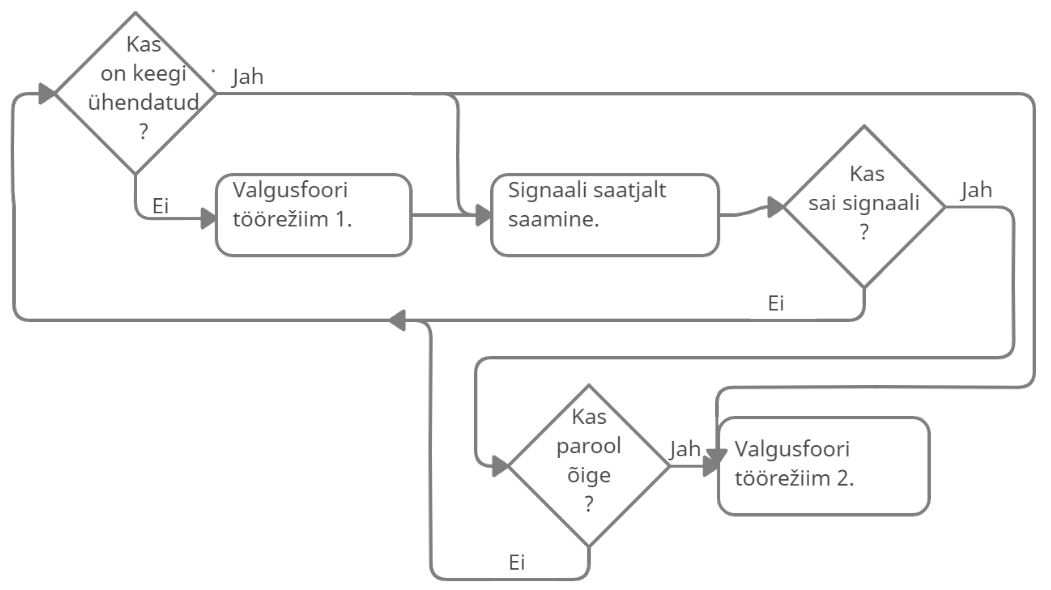 Kas
on keegi
ühendatud
?
Jah
Ei
Valgusfoori
töörežiim 1.
Signaali saatjalt
saamine.
Kas
sai signaali
?
Jah
Ei
Kas
parool
õige
?
Jah
Ei
Valgusfoori
töörežiim 2.